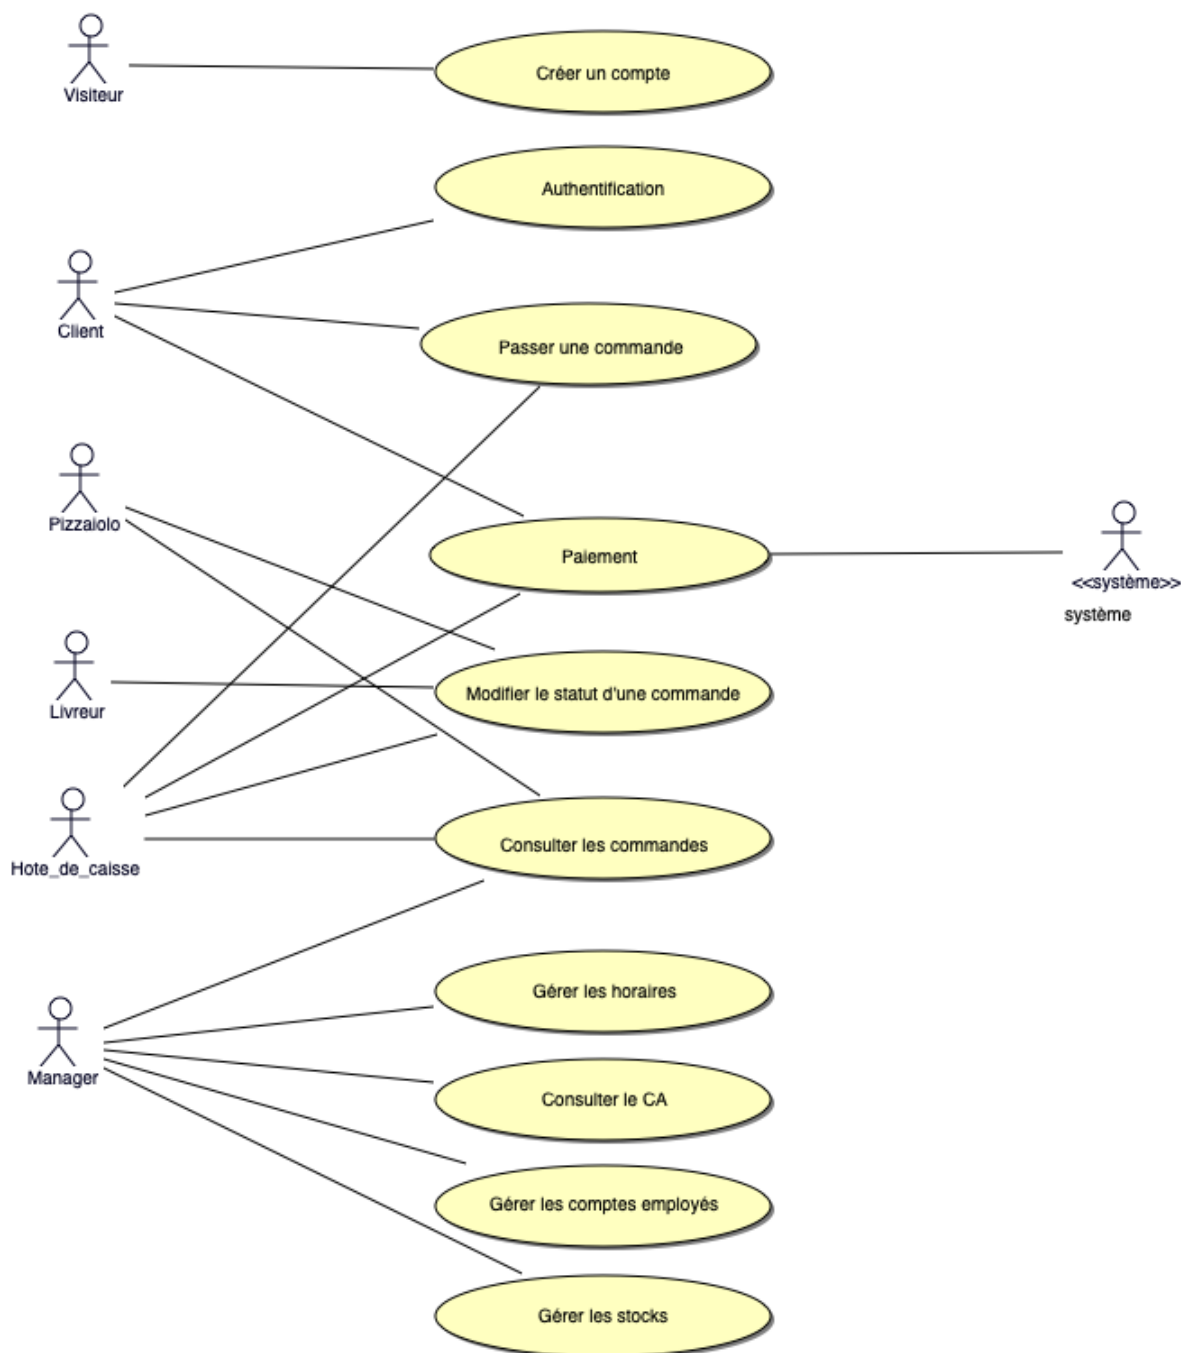 Visiteur
Créer un compte
Authentification
Client
Passer une commande
Pizzaiolo
Paiement
<<système>>
système
Livreur
Modifier le statut d'une commande
Hote_de_caisse
Consulter les commandes
Gérer les horaires
Manager
Consulter le CA
Gérer les comptes employés
Gérer les stocks